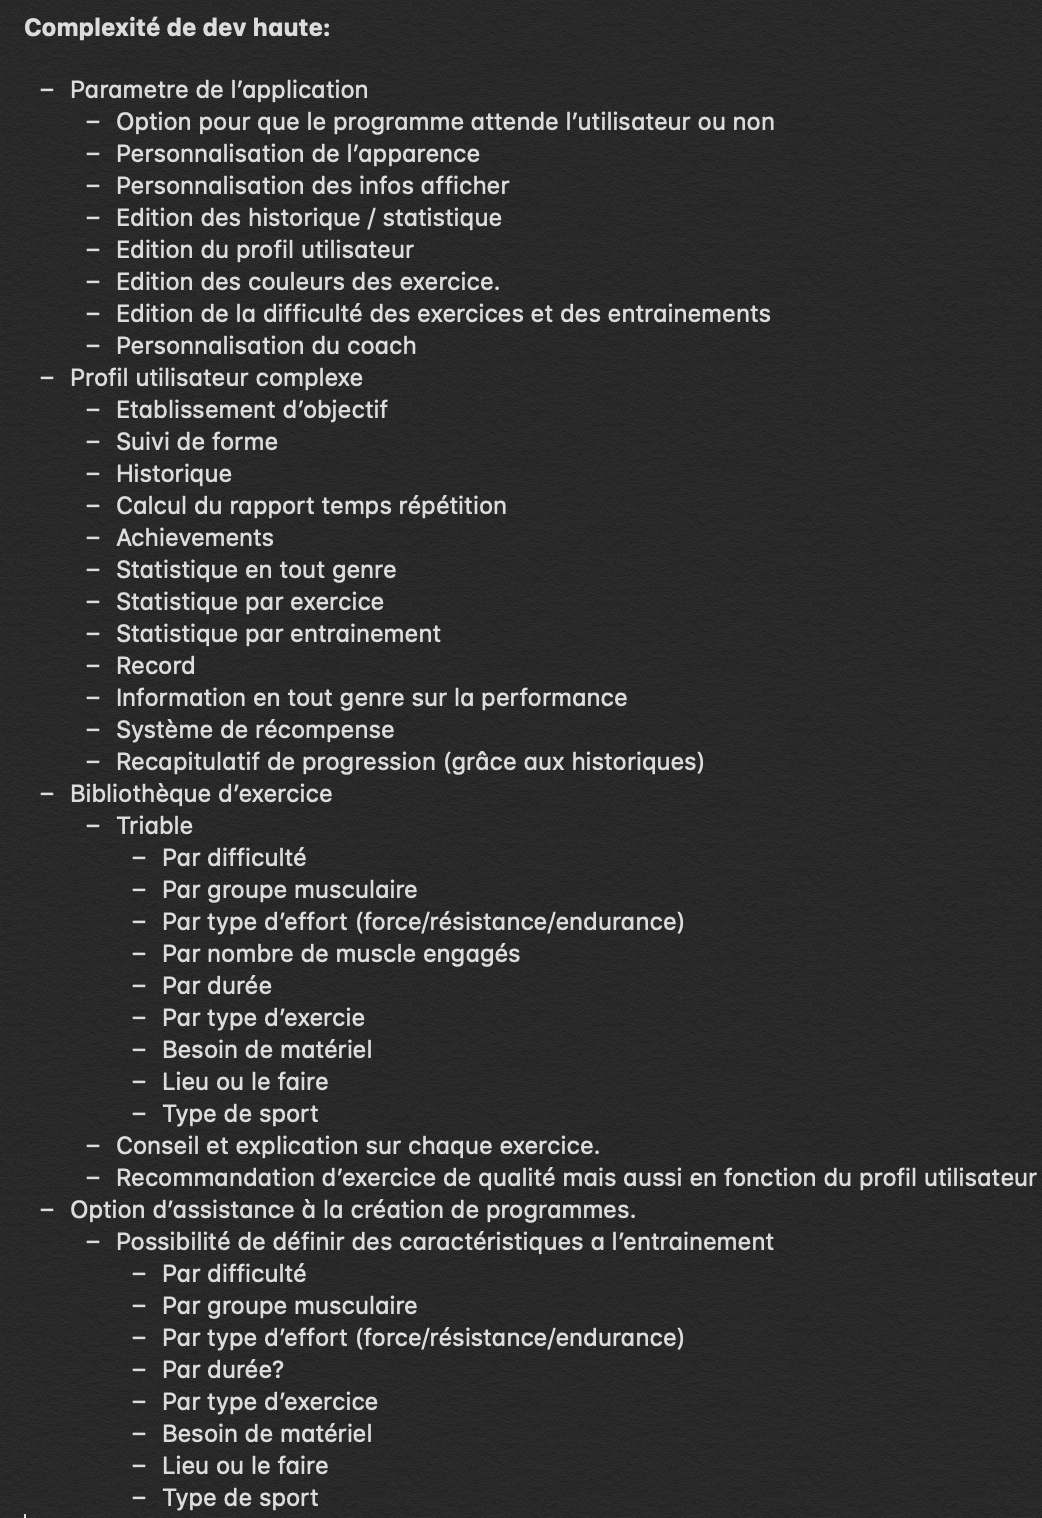 Complexité de dev haute:
– Parametre de l’application
– Option pour que le programme attende l’utilisateur ou non
– Personnalisation de l’apparence
– Personnalisation des infos afficher
– Edition des historique / statistique
– Edition du profil utilisateur
– Edition des couleurs des exercice.
– Edition de la difficulté des exercices et des entrainements
– Personnalisation du coach
– Profil utilisateur complexe
– Etablissement d’objectif
– Suivi de forme
– Historique
– Calcul du rapport temps répétition
– Achievements
– Statistique en tout genre
– Statistique par exercice
– Statistique par entrainement
– Record
– Information en tout genre sur la performance
– Système de récompense
– Recapitulatif de progression (grâce aux historiques)
– Bibliothèque d’exercice
– Triable
– Par difficulté
– Par groupe musculaire
– Par type d’effort (force/résistance/endurance)
– Par nombre de muscle engagés
– Par durée
– Par type d’exercie
– Besoin de matériel
– Lieu ou le faire
– Type de sport
– Conseil et explication sur chaque exercice.
– Recommandation d’exercice de qualité mais aussi en fonction du profil utilisateur
– Option d’assistance à la création de programmes.
– Possibilité de définir des caractéristiques a l’entrainement
– Par difficulté
– Par groupe musculaire
– Par type d’effort (force/résistance/endurance)
– Par durée?
– Par type d’exercice
– Besoin de matériel
– Lieu ou le faire
– Type de sport